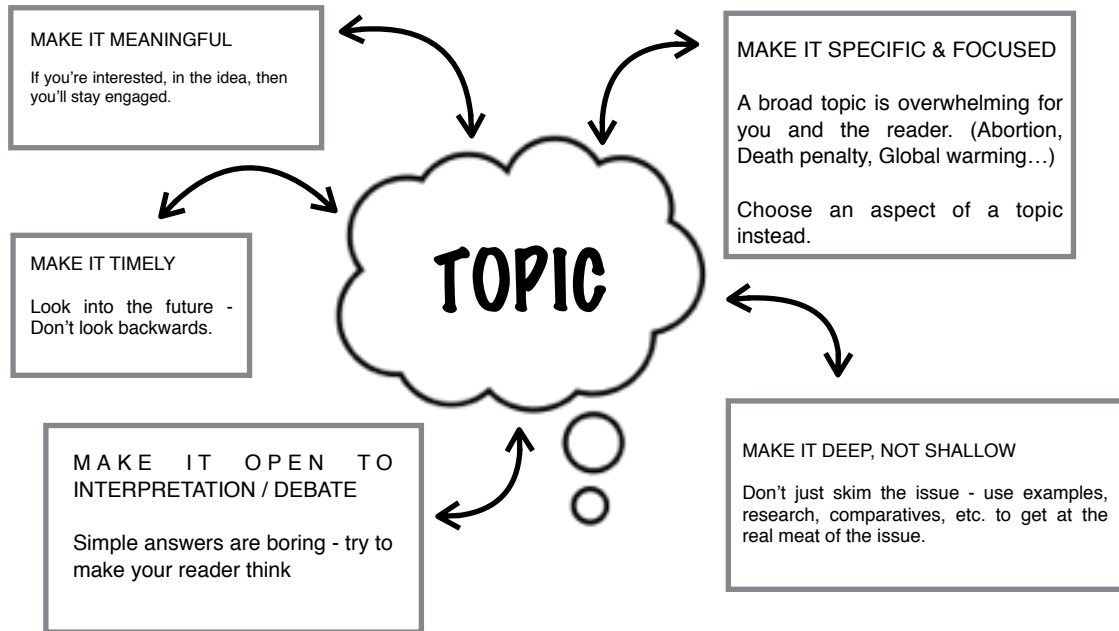 MAKE IT MEANINGFUL
If you're interested, in the idea, then
you'll stay engaged.
MAKE IT SPECIFIC & FOCUSED
A broad topic is overwhelming for
you and the reader. (Abortion,
Death penalty, Global warming…)
Choose an aspect of a topic
instead.
MAKE IT TIMELY
Look into the future -
Don't look backwards.
TOPIC
MAKE IT OPEN TO
INTERPRETATION / DEBATE
Simple answers are boring - try to
make your reader think
MAKE IT DEEP, NOT SHALLOW
Don't just skim the issue - use examples,
research, comparatives, etc. to get at the
real meat of the issue.